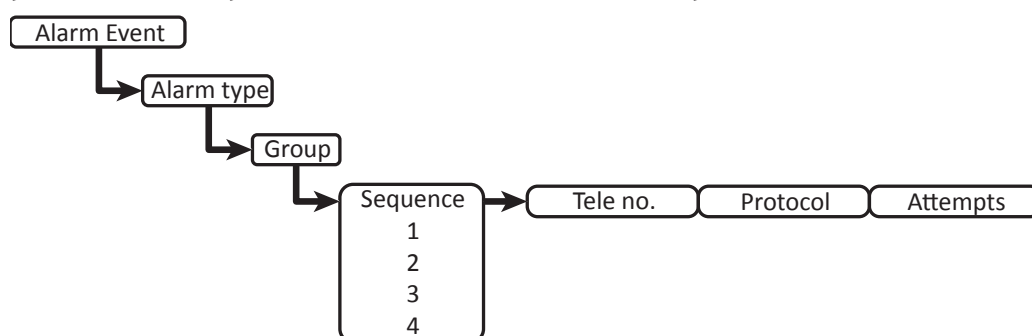 Alarm Event
Alarm type
Group
Sequence
Tele no.
Protocol
Attempts
1
2
3
4